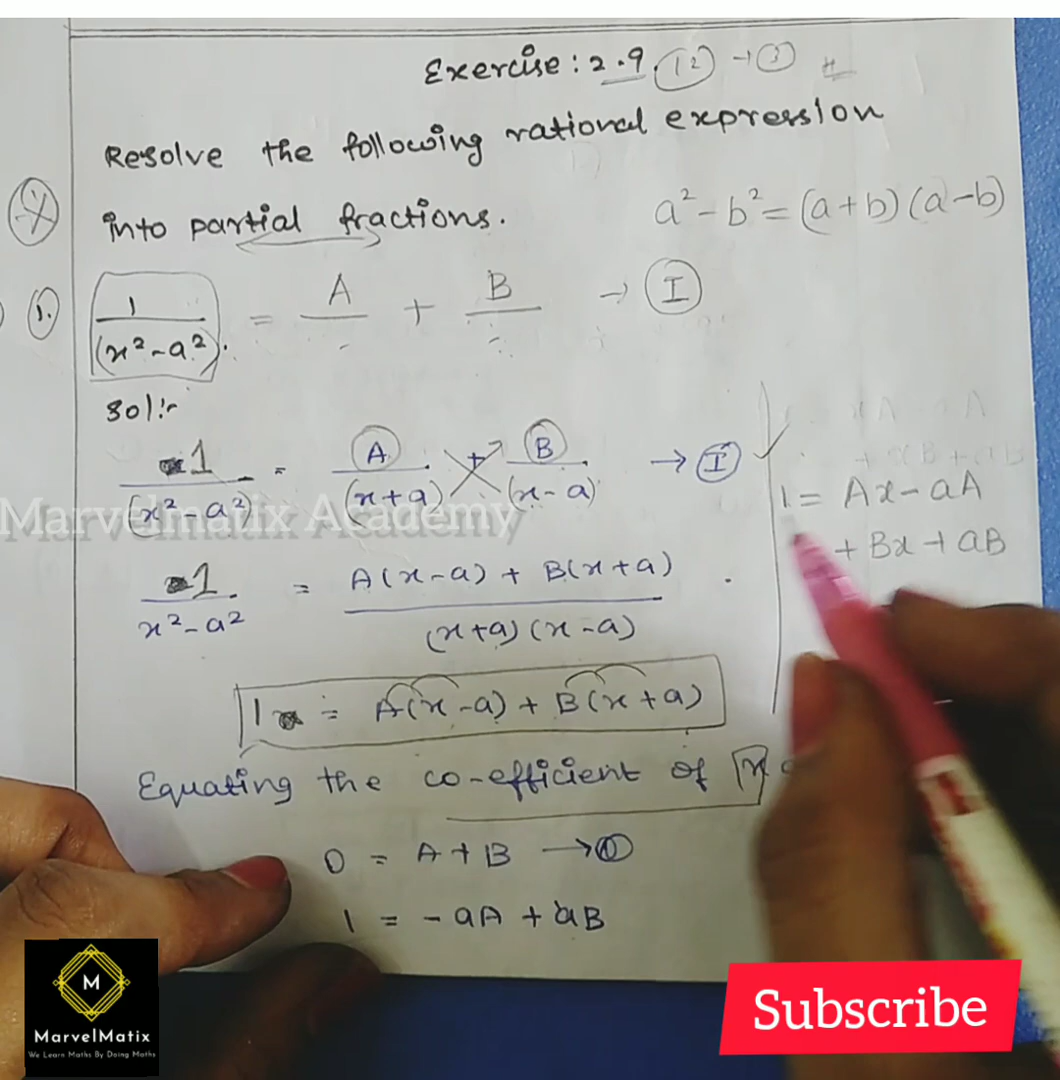 Exercise: 2.9. 12 → 3
Resolve the following rational expression
into partial fractions.
a² - b² = (a+b)(a-b)
1. 1/(x²-a²). = A/ + B/ → I
Sol:-
1/(x²-a²) = A/(x+a) + B/(x-a) → I
1 = Ax - aA
+ Bx + aB
Marvelmatix Academy
1/x²-a² = A(x-a) + B(x+a)/(x+a)(x-a)
1 = A(x-a) + B(x+a)
Equating the co-efficient of x
0 = A + B → 1
1 = -aA + aB
M
MarvelMatix
We Learn Maths By Doing Maths
Subscribe